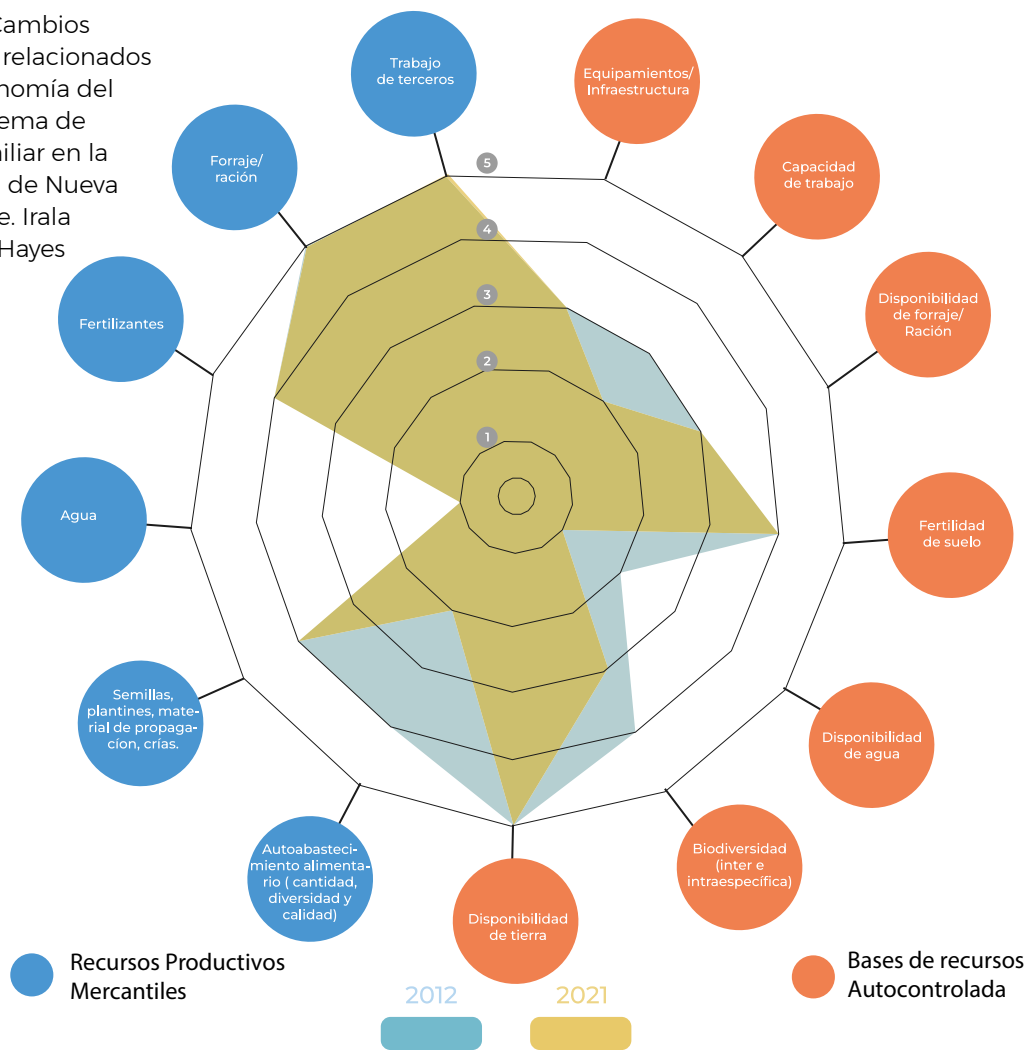 Cambios
relacionados
nomía del
ema de
iliar en la
de Nueva
e. Irala
Hayes
Trabajo
de terceros
Equipamientos/
Infraestructura
Capacidad
de trabajo
Disponibilidad
de forraje/
Ración
Fertilidad
de suelo
Disponibilidad
de agua
Biodiversidad
(inter e
intraespecífica)
Disponibilidad
de tierra
Autoabasteci-
miento alimenta-
rio ( cantidad,
diversidad y
calidad)
Semillas,
plantines, mate-
rial de propaga-
cíon, crías.
Agua
Fertilizantes
Forraje/
ración
5
4
3
2
1
Recursos Productivos
Mercantiles
2012
2021
Bases de recursos
Autocontrolada